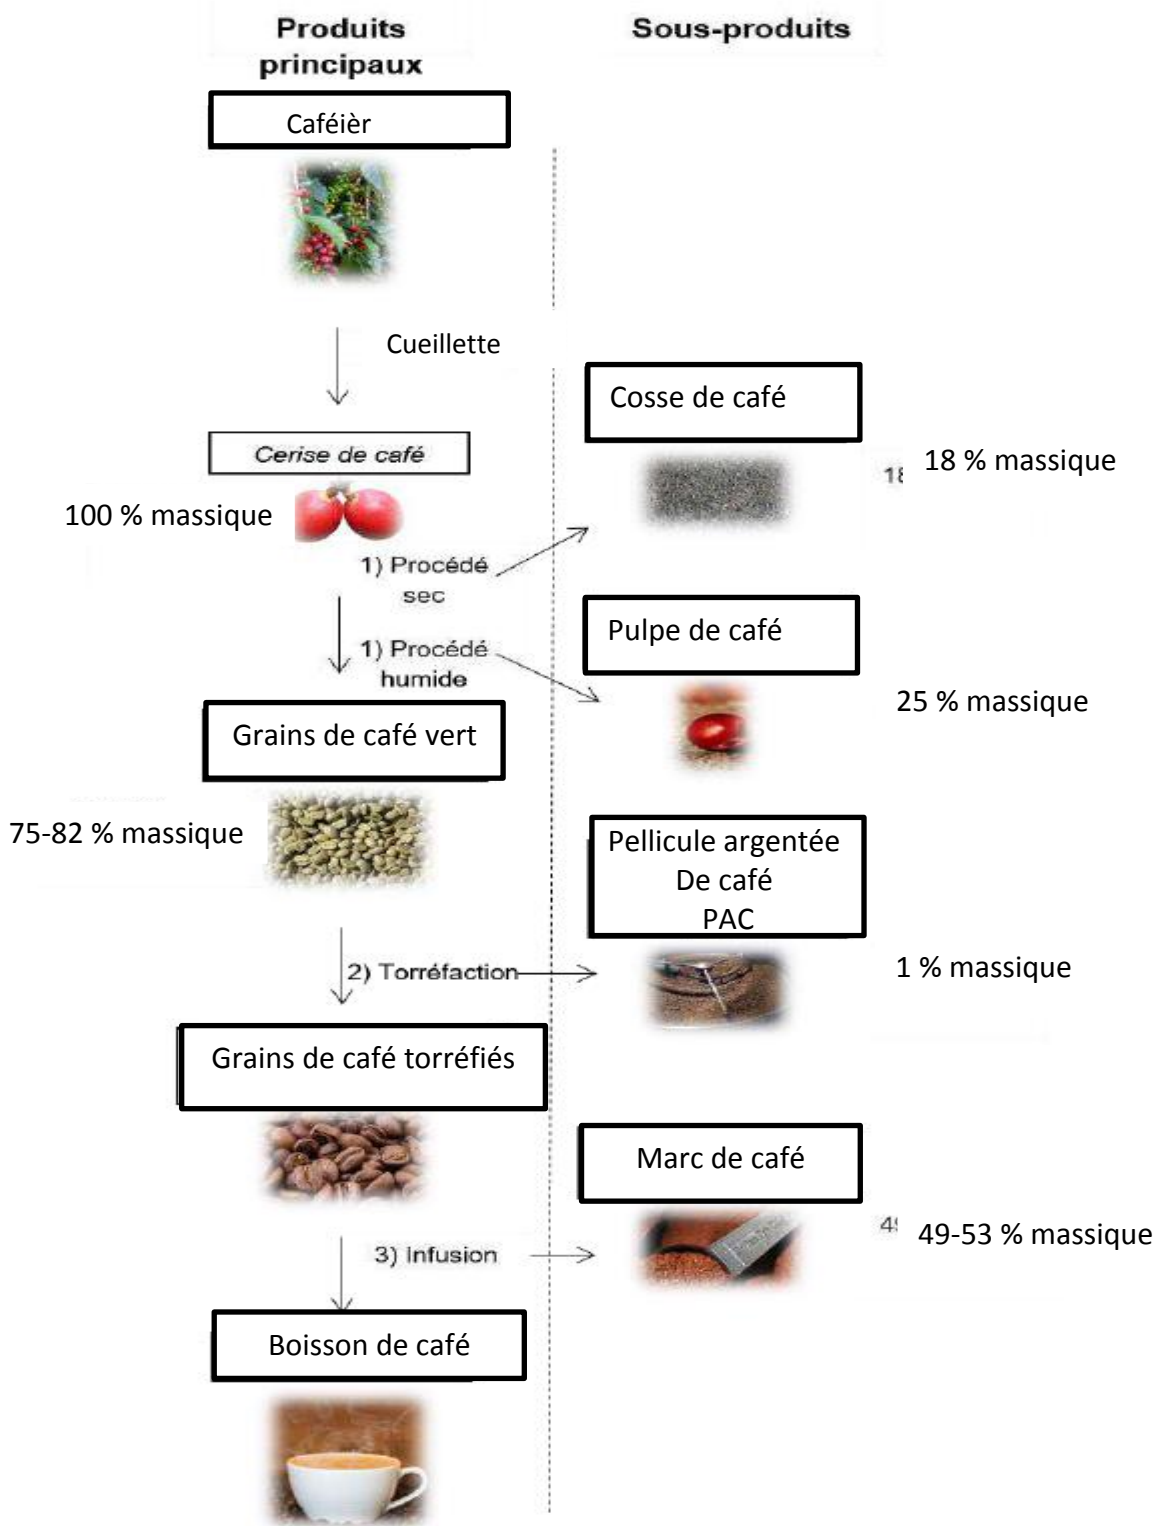 Produits
principaux
Sous-produits
Caféièr
Cueillette
Cosse de café
Cerise de café
18 % massique
18
100 % massique
1) Procédé
sec
Pulpe de café
1) Procédé
humide
25 % massique
Grains de café vert
75-82 % massique
Pellicule argentée
De café
PAC
2) Torréfaction
1 % massique
Grains de café torréfiés
Marc de café
3) Infusion
49
49-53 % massique
Boisson de café